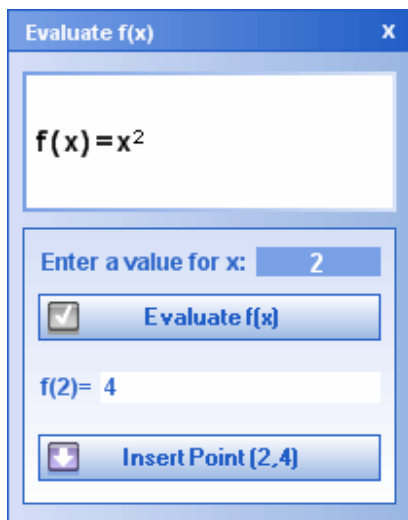 Evaluate f(x) x
f(x)=x²
Enter a value for x: 2
Evaluate f(x)
f(2)= 4
Insert Point (2,4)